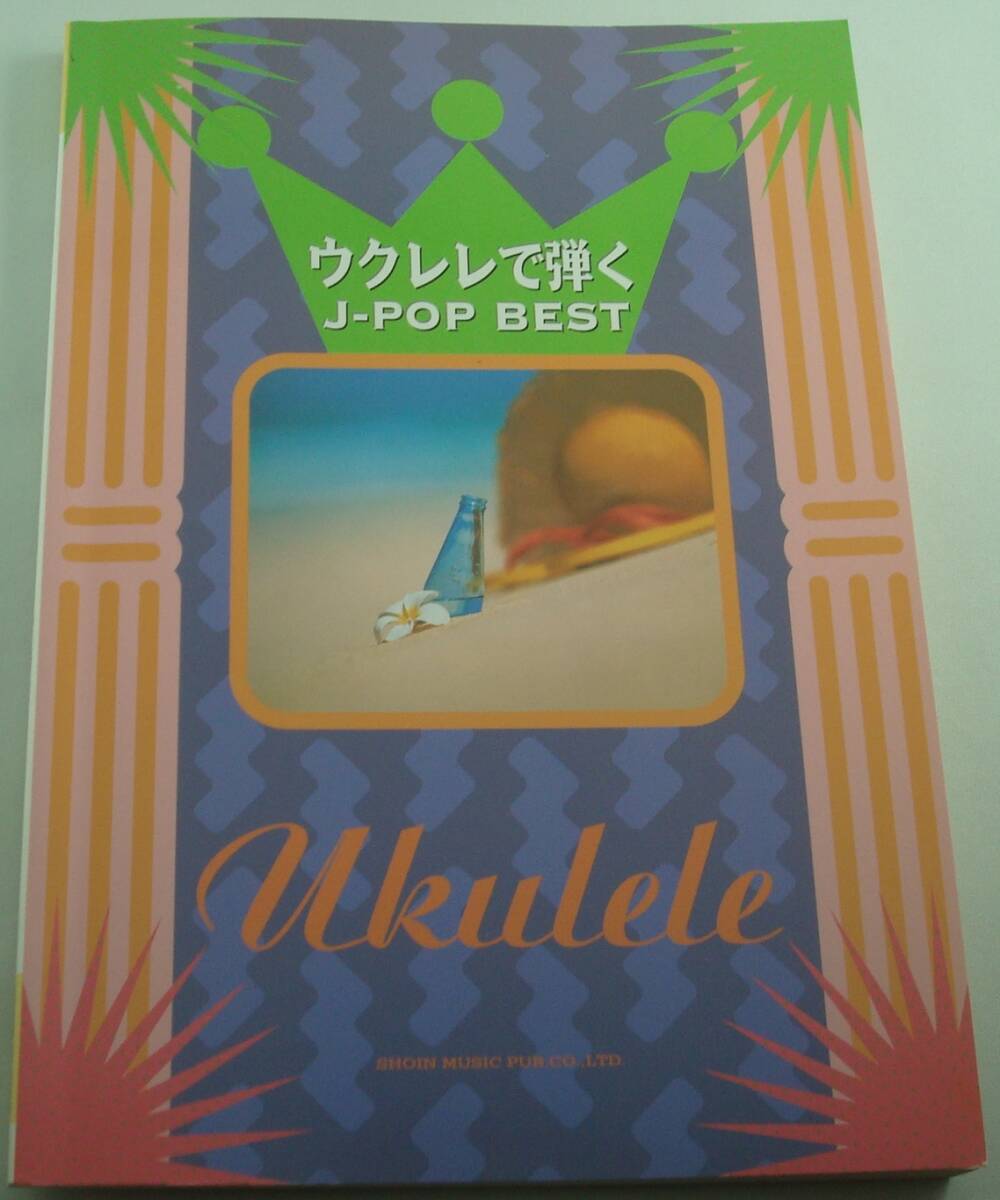 ウクレレで弾く
J-POP BEST
Ukulele
SHOIN MUSIC PUB.CO.,LTD